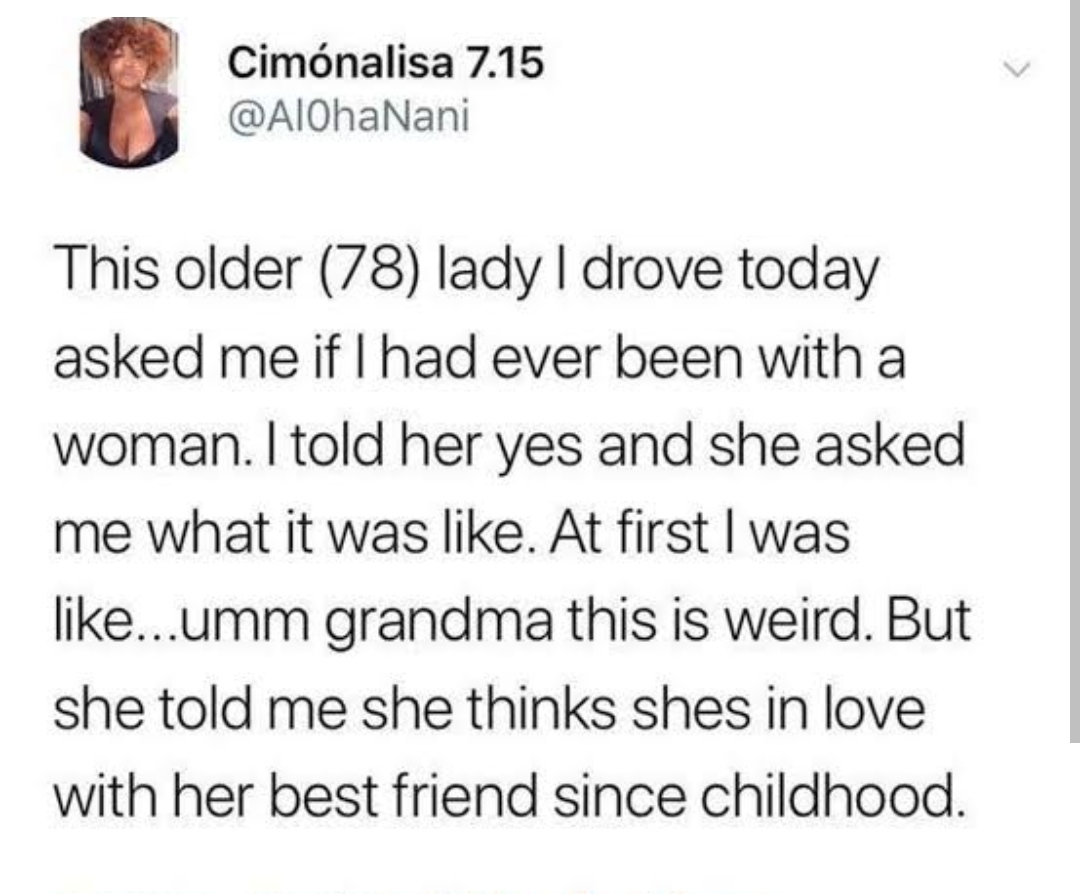 Cimónalisa 7.15
@Al0haNani
This older (78) lady I drove today
asked me if I had ever been with a
woman. I told her yes and she asked
me what it was like. At first I was
like...umm grandma this is weird. But
she told me she thinks shes in love
with her best friend since childhood.